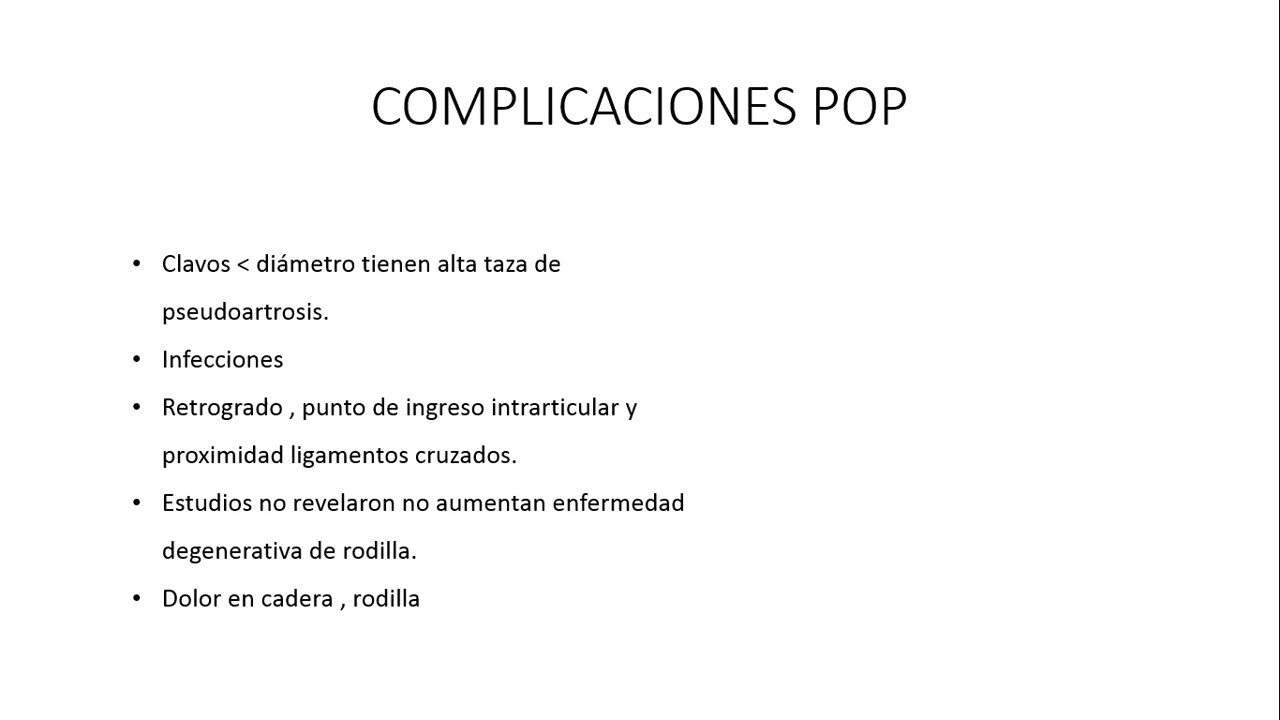 COMPLICACIONES POP
• Clavos < diámetro tienen alta taza de
pseudoartrosis.
• Infecciones
• Retrogrado , punto de ingreso intrarticular y
proximidad ligamentos cruzados.
• Estudios no revelaron no aumentan enfermedad
degenerativa de rodilla.
• Dolor en cadera , rodilla